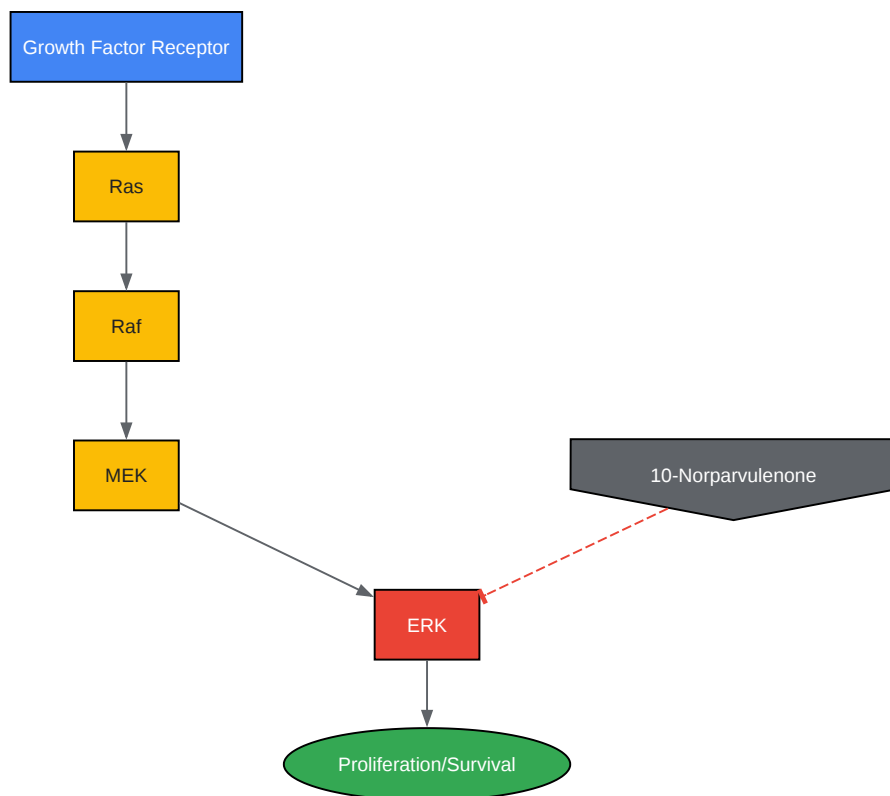 Growth Factor Receptor
Ras
Raf
MEK
10-Norparvulenone
ERK
Proliferation/Survival